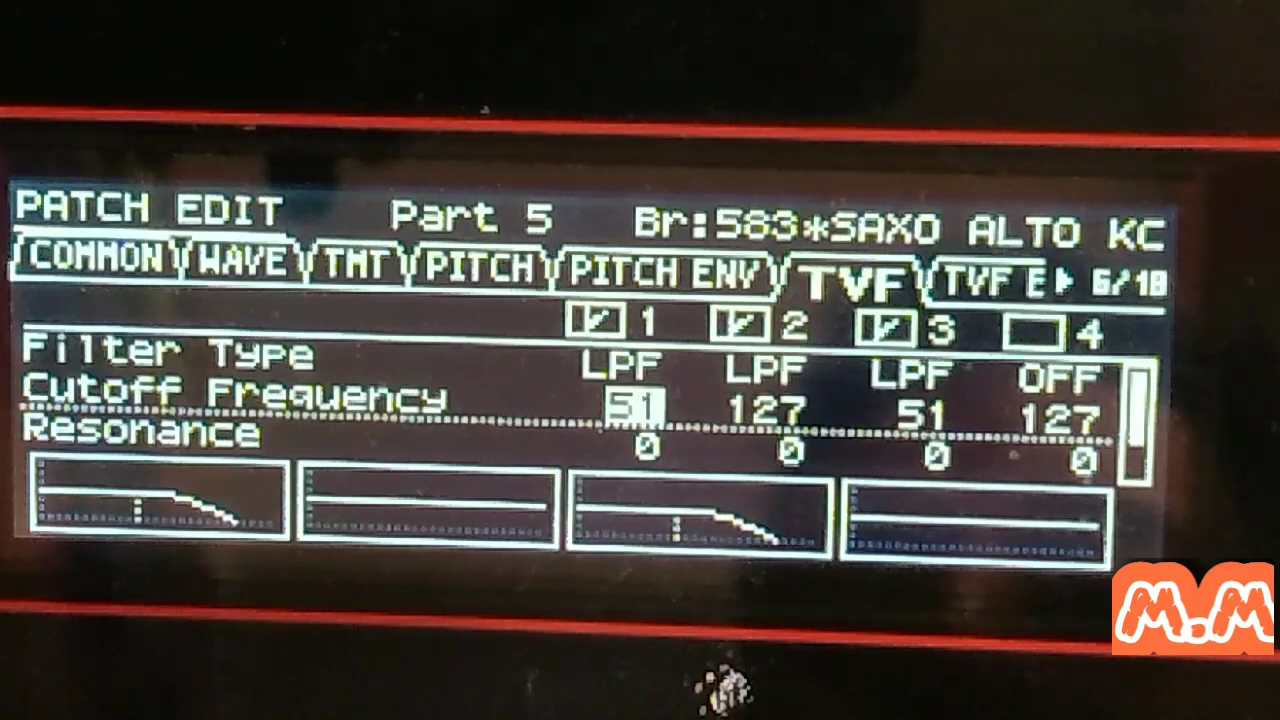 PATCH EDIT Part 5 Br:583*SAXO ALTO KC
COMMON WAVE TMT PITCH PITCH ENV TVF TVF E 6/18
1 2 3 4
Filter Type LPF LPF LPF OFF
Cutoff Frequency 51 127 51 127
Resonance 0 0 0 0
M.M